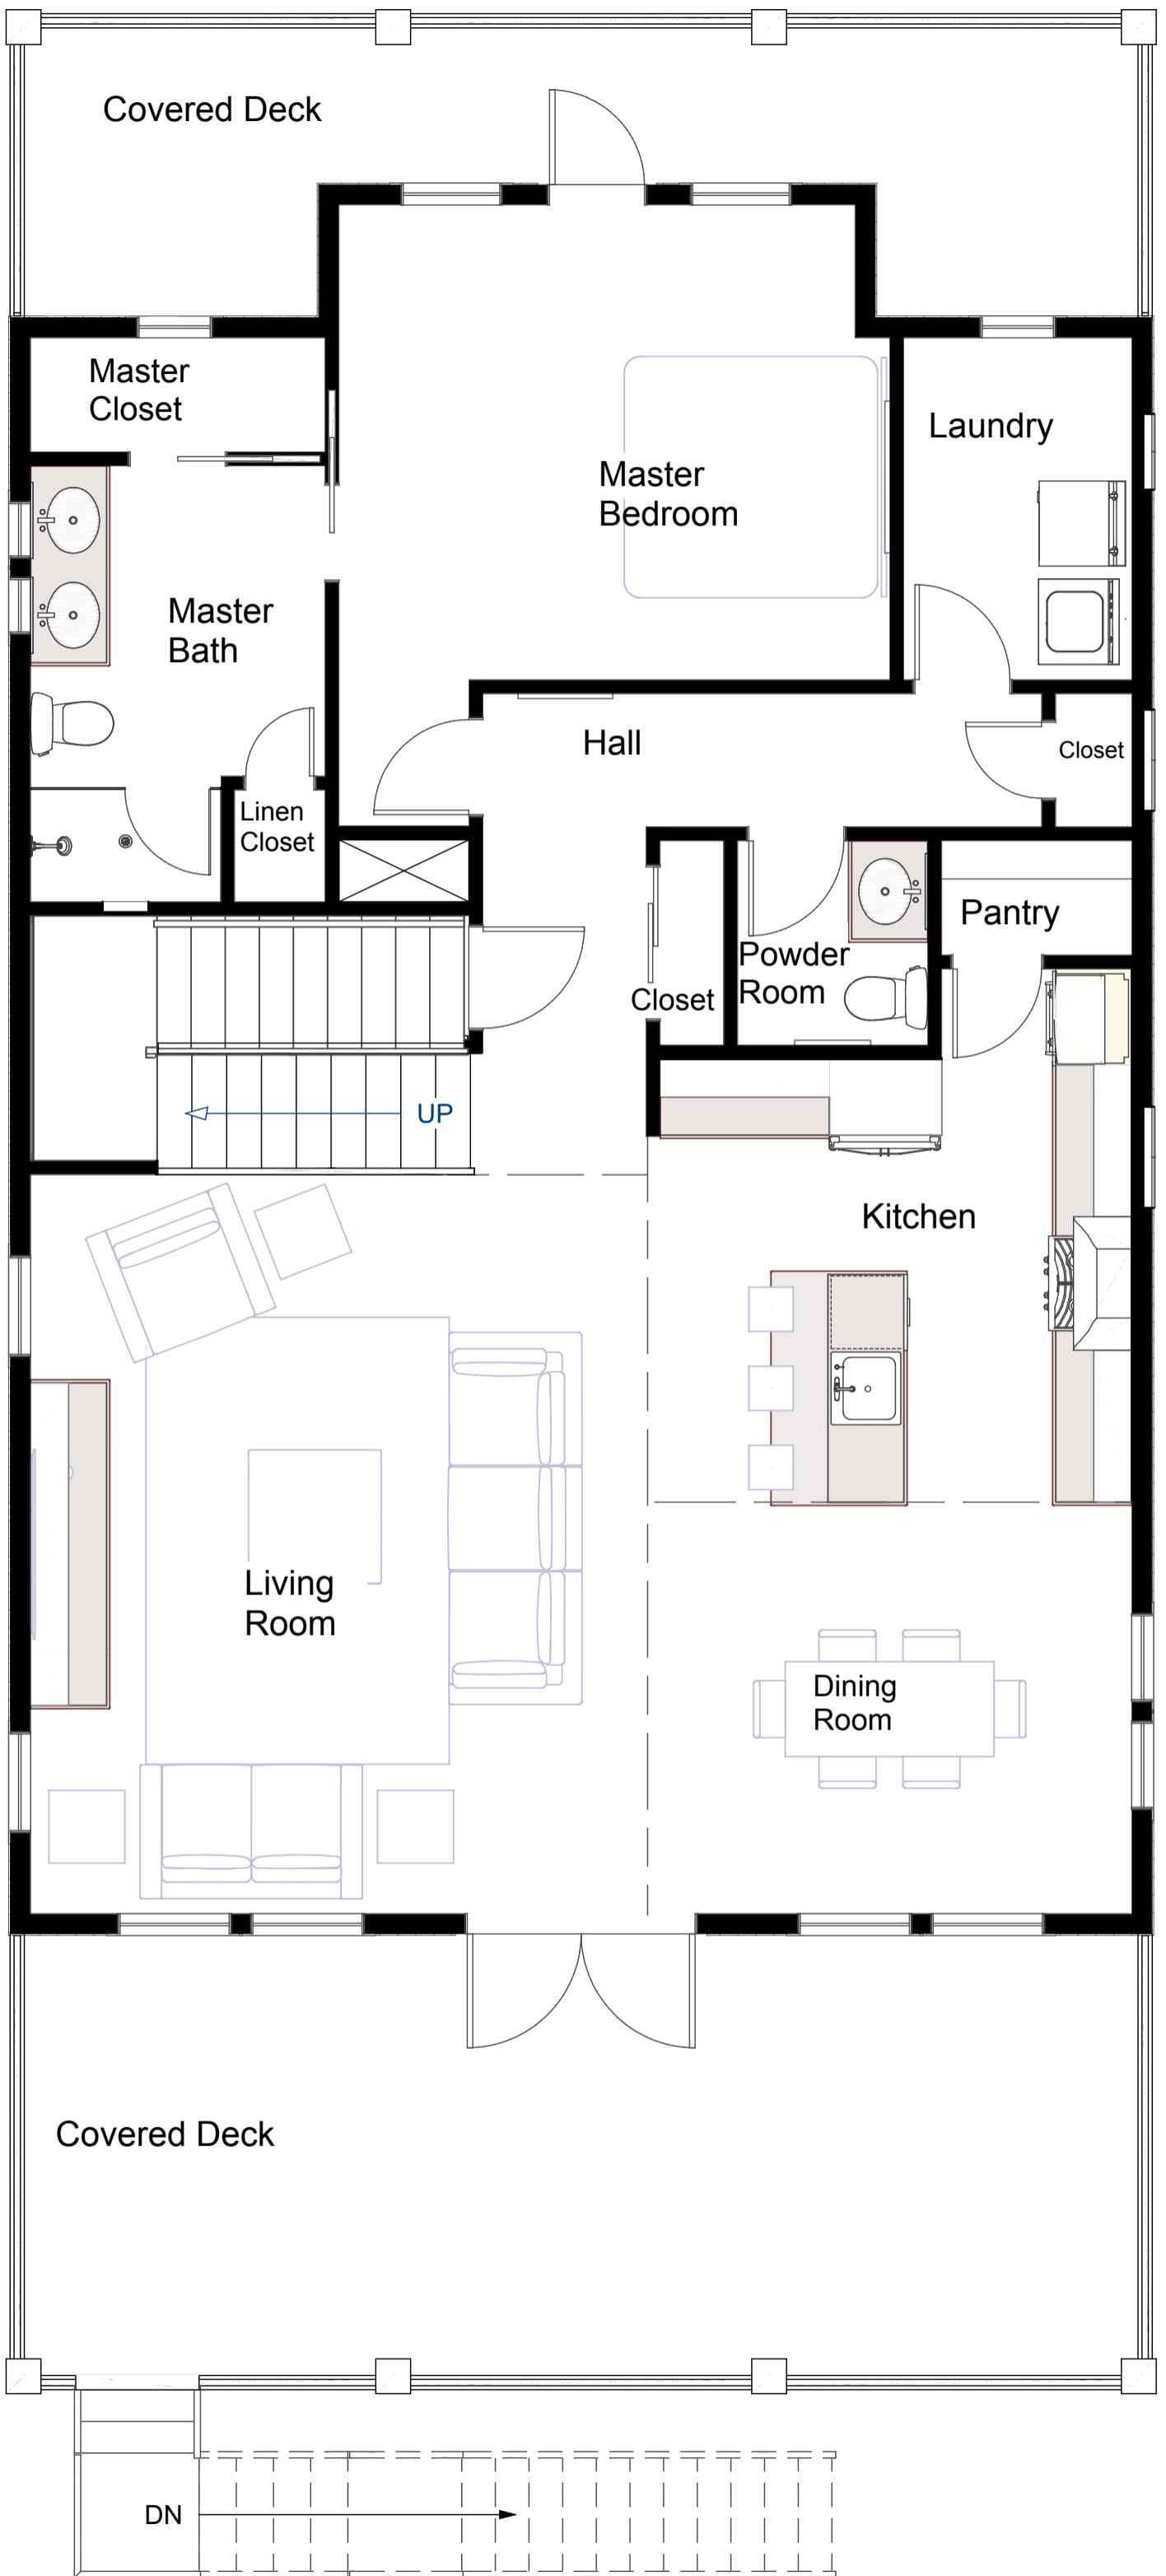 Covered Deck
Master
Closet
Laundry
Master
Bedroom
Master
Bath
Hall
Closet
Linen
Closet
Pantry
Powder
Room
Closet
UP
Kitchen
Living
Room
Dining
Room
Covered Deck
DN